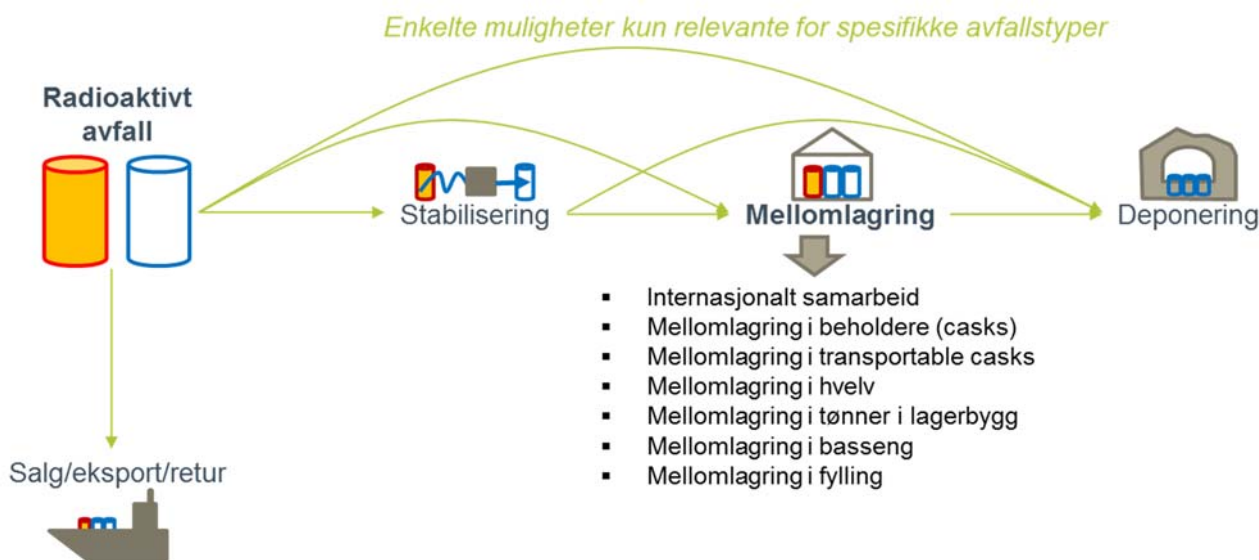 Enkelte muligheter kun relevante for spesifikke avfallstyper
Radioaktivt
avfall
Stabilisering
Mellomlagring
Deponering
▪ Internasjonalt samarbeid
▪ Mellomlagring i beholdere (casks)
▪ Mellomlagring i transportable casks
▪ Mellomlagring i hvelv
▪ Mellomlagring i tønner i lagerbygg
▪ Mellomlagring i basseng
▪ Mellomlagring i fylling
Salg/eksport/retur